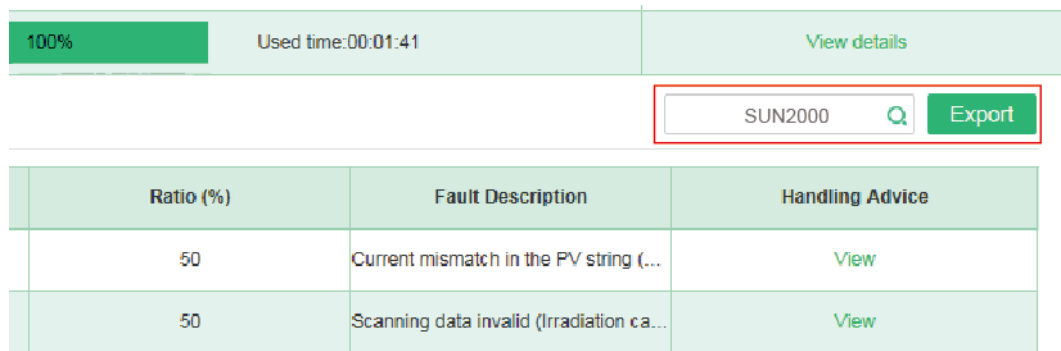 100% Used time:00:01:41 View details
SUN2000 Export
Ratio (%) Fault Description Handling Advice
50 Current mismatch in the PV string (... View
50 Scanning data invalid (Irradiation ca... View